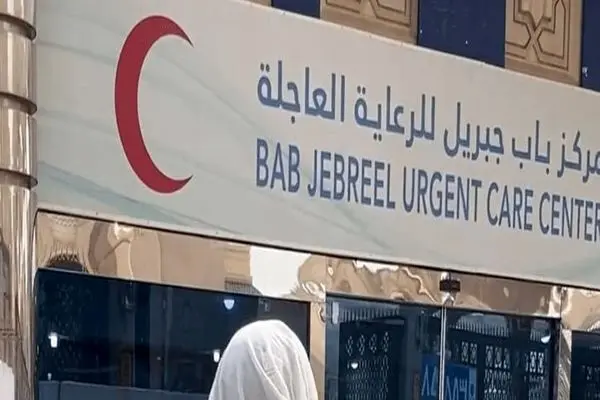 مركز باب جبريل للرعاية العاجلة
BAB JEBREEL URGENT CARE CENTER